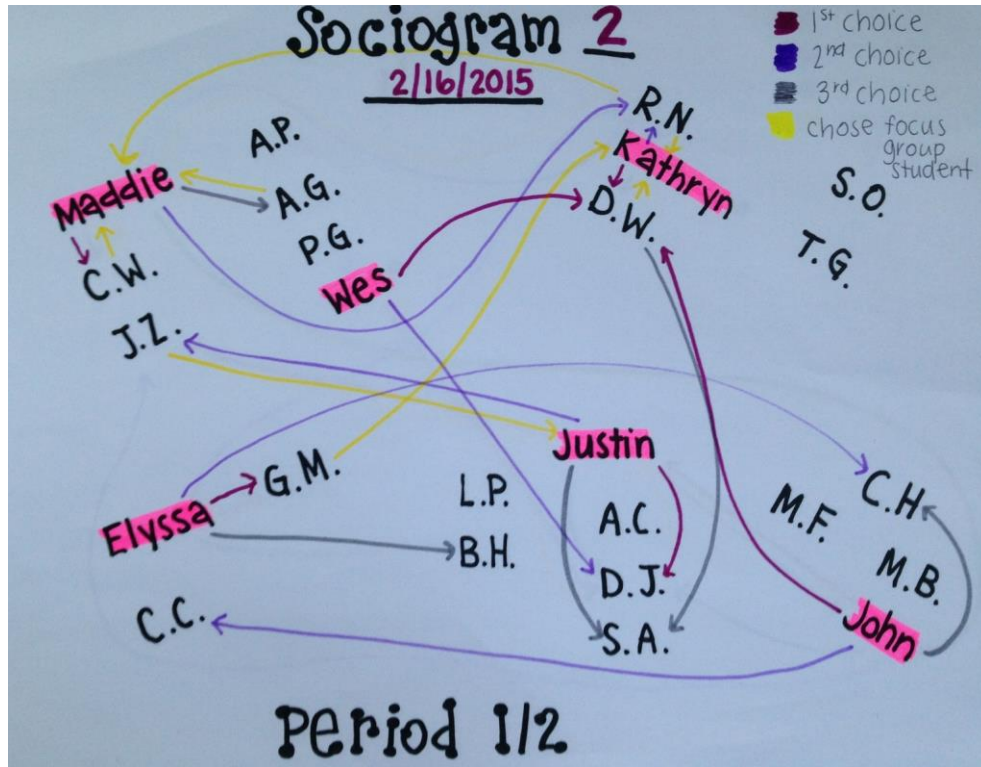 Sociogram 2
2/16/2015
1st choice
2nd choice
3rd choice
chose focus
group
student
R.N.
A.P.
Kathryn
Maddie
A.G.
D.W.
S.O.
P.G.
T.G.
C.W.
Wes
J.Z.
Justin
G.M.
L.P.
C.H
Elyssa
A.C.
M.F.
B.H.
D.J.
M.B.
C.C.
S.A.
John
Period 1/2